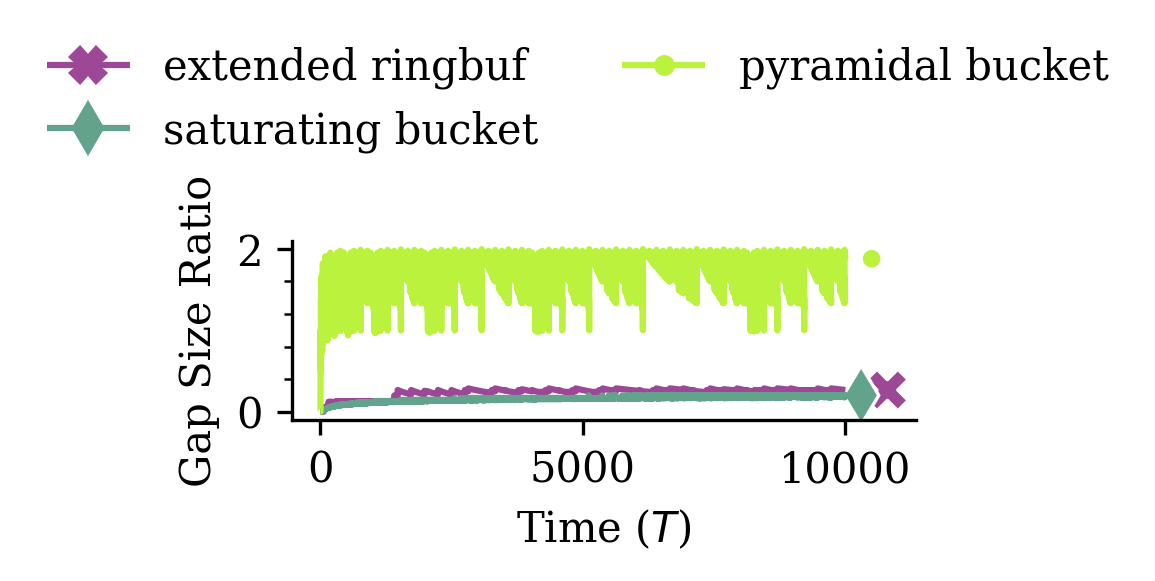 extended ringbuf
pyramidal bucket
saturating bucket
Gap Size Ratio
2
0
0
5000
10000
Time (T)